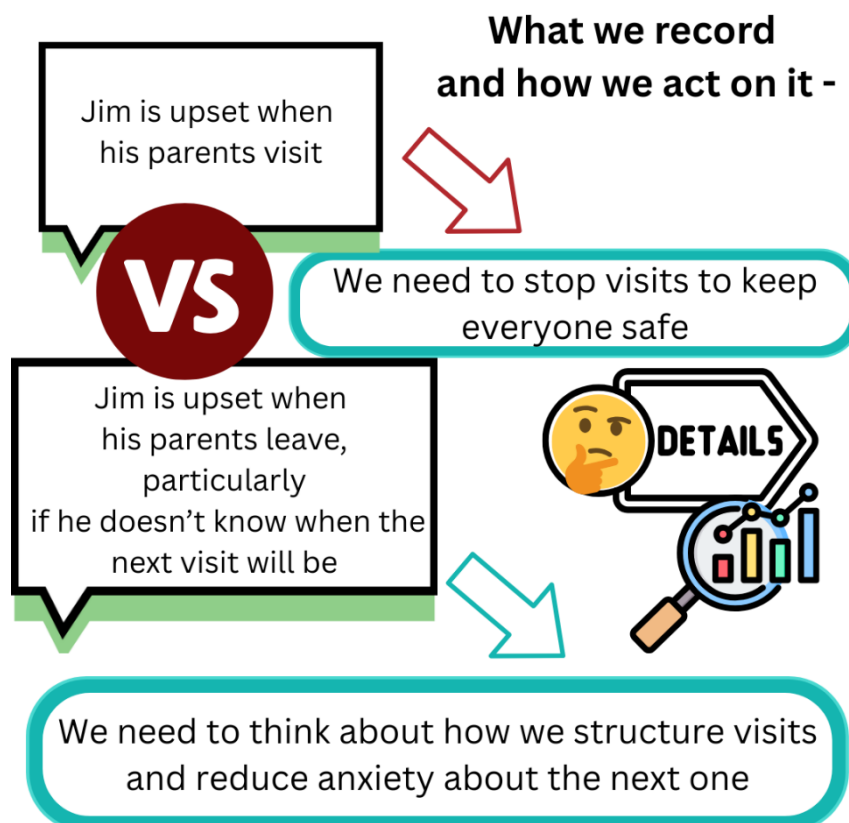 What we record
and how we act on it -
Jim is upset when
his parents visit
VS
We need to stop visits to keep
everyone safe
Jim is upset when
his parents leave,
particularly
if he doesn’t know when the
next visit will be
DETAILS
We need to think about how we structure visits
and reduce anxiety about the next one